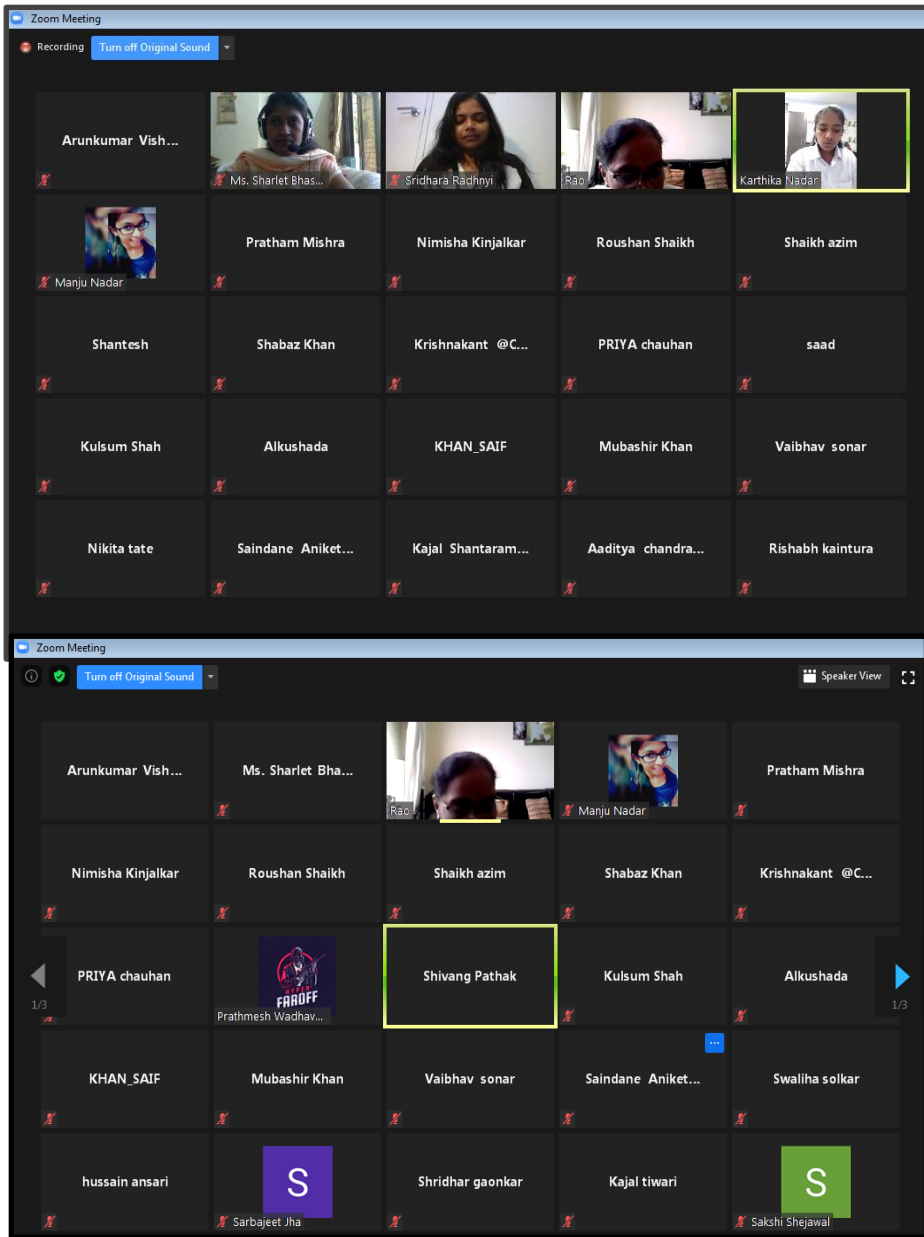 Zoom Meeting
Recording Turn off Original Sound
Arunkumar Vish...
Ms. Sharlet Bhas...
Sridhara Radhnyi
Rao
Karthika Nadar
Manju Nadar
Pratham Mishra
Nimisha Kinjalkar
Roushan Shaikh
Shaikh azim
Shantesh
Shabaz Khan
Krishnakant @C...
PRIYA chauhan
saad
Kulsum Shah
Alkushada
KHAN_SAIF
Mubashir Khan
Vaibhav sonar
Nikita tate
Saindane Aniket...
Kajal Shantaram...
Aaditya chandra...
Rishabh kaintura
Zoom Meeting
Turn off Original Sound
Speaker View
Arunkumar Vish...
Ms. Sharlet Bha...
Rao
Manju Nadar
Pratham Mishra
Nimisha Kinjalkar
Roushan Shaikh
Shaikh azim
Shabaz Khan
Krishnakant @C...
1/3
PRIYA chauhan
HYPER
FAROFF
Prathmesh Wadhav...
Shivang Pathak
Kulsum Shah
Alkushada
1/3
KHAN_SAIF
Mubashir Khan
Vaibhav sonar
Saindane Aniket...
Swaliha solkar
hussain ansari
S
Sarbajeet Jha
Shridhar gaonkar
Kajal tiwari
S
Sakshi Shejawal